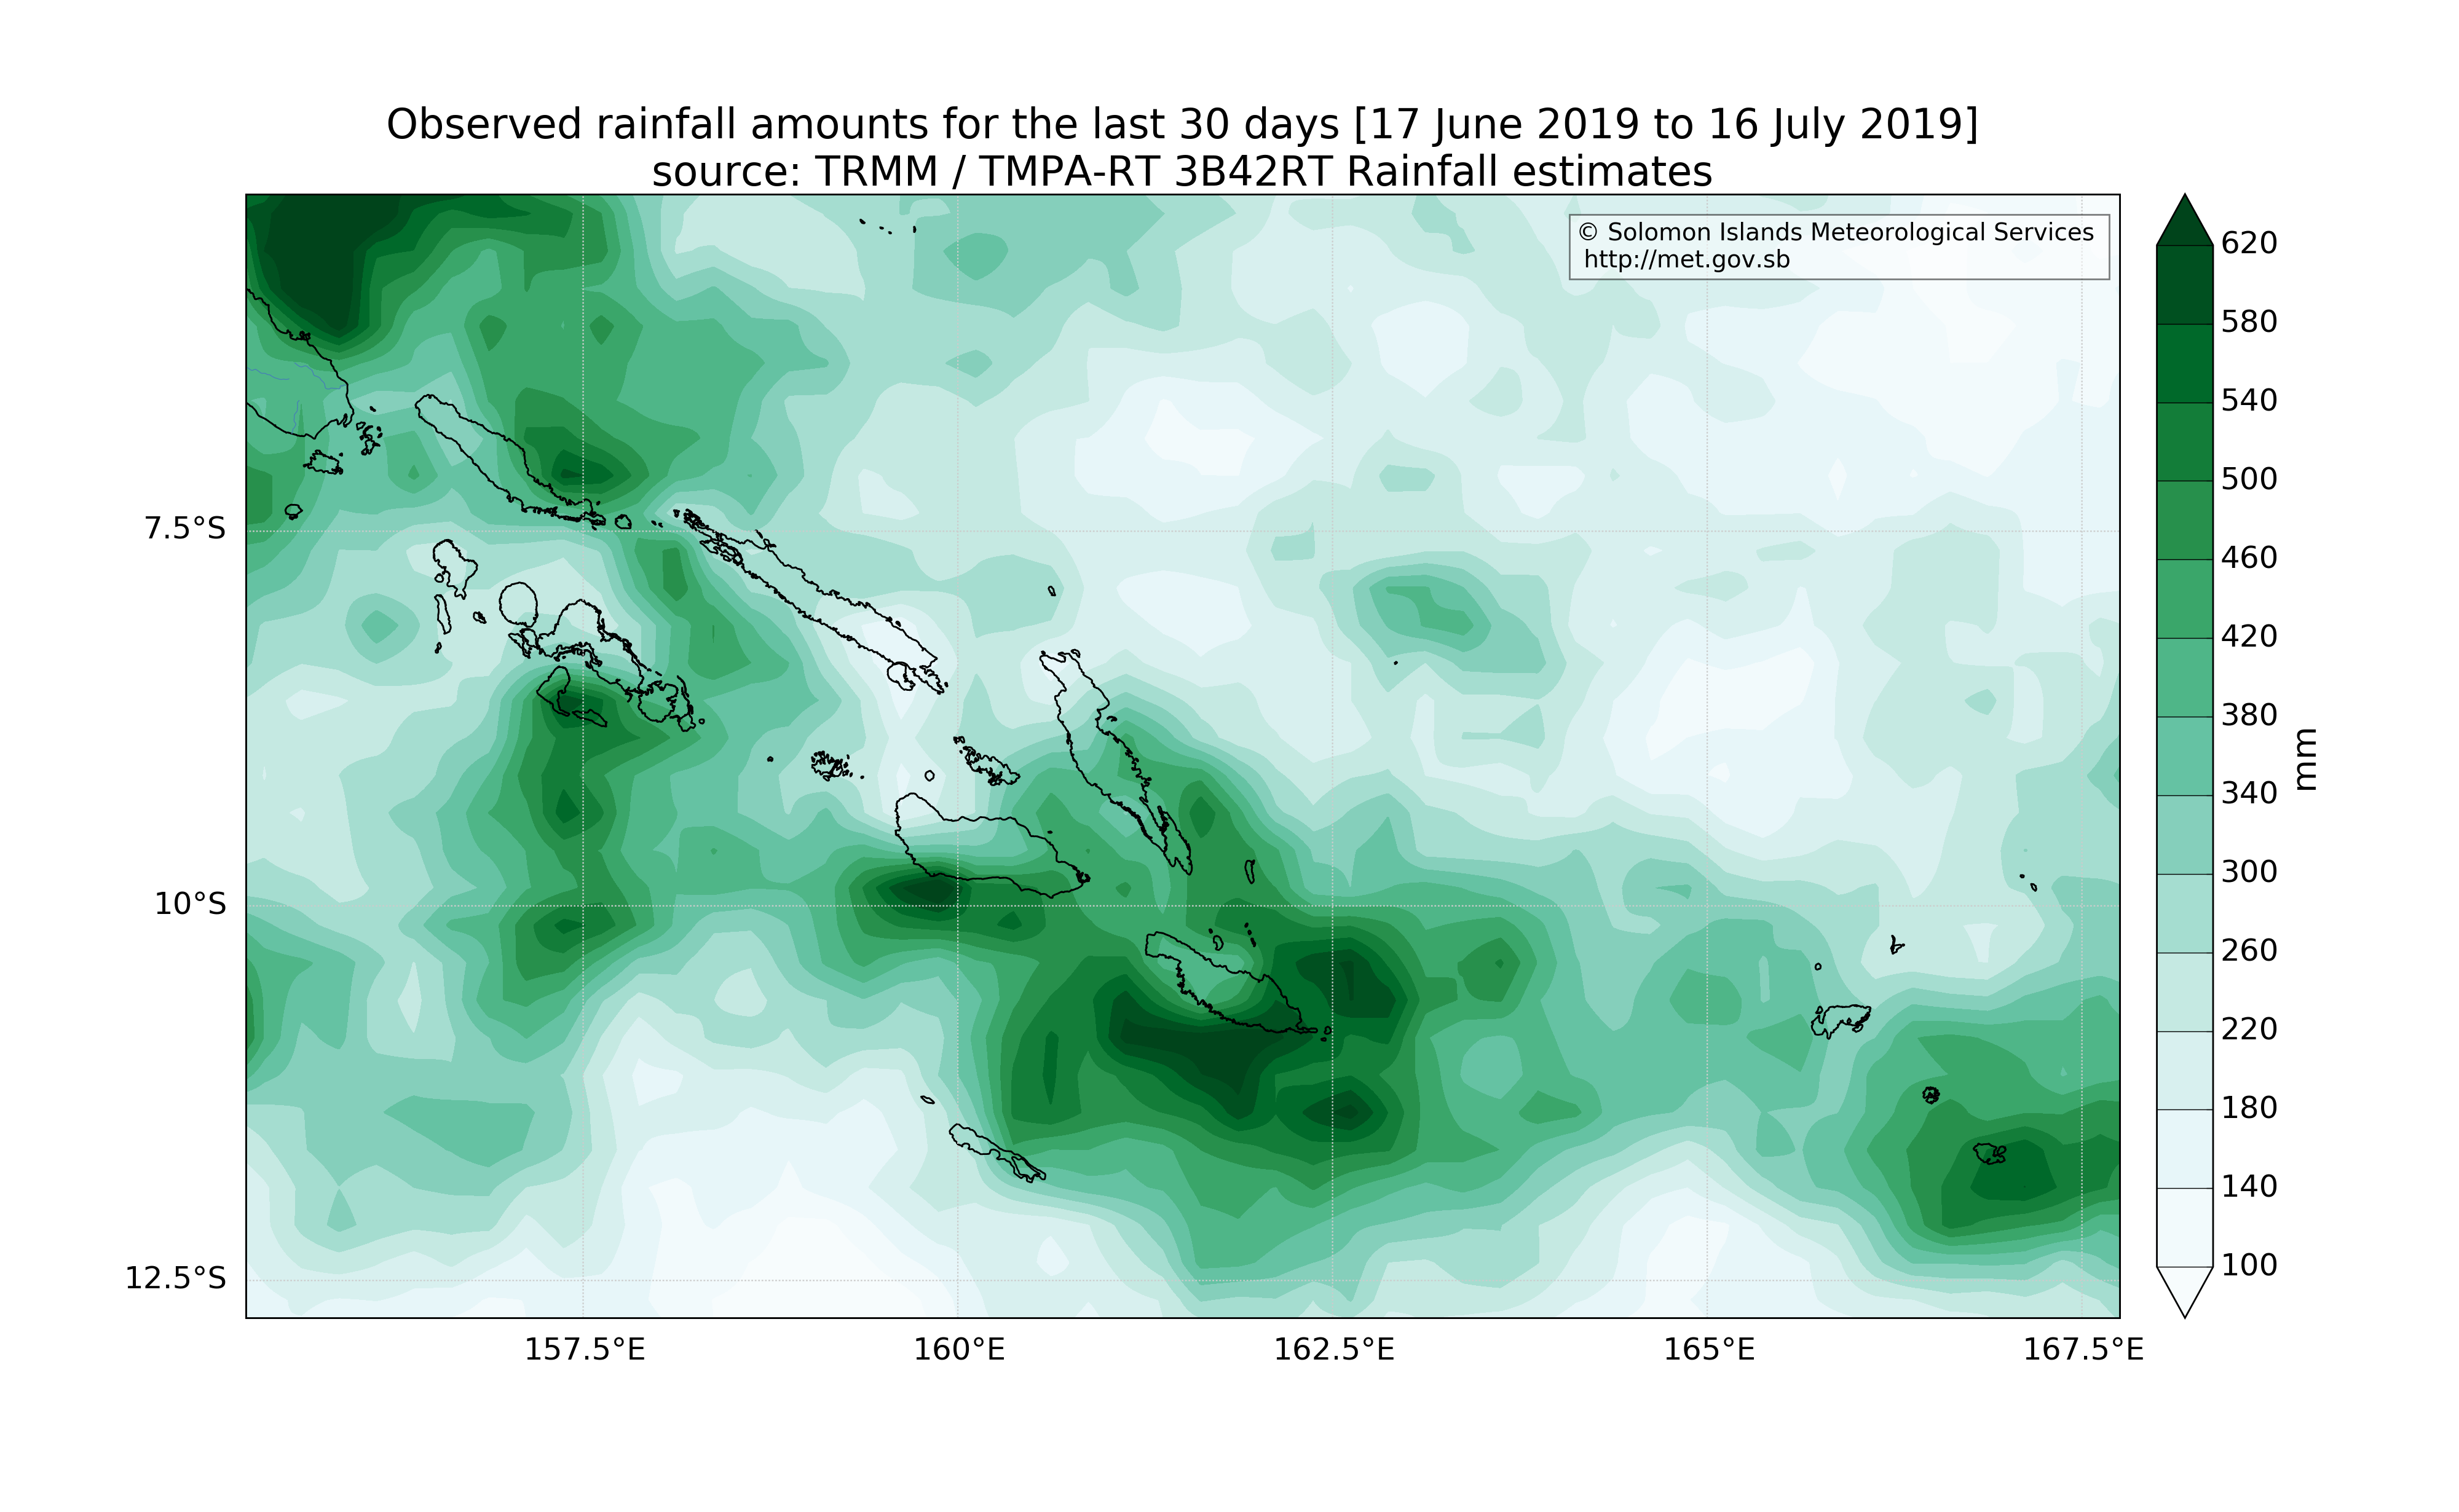 Observed rainfall amounts for the last 30 days [17 June 2019 to 16 July 2019]
source: TRMM / TMPA-RT 3B42RT Rainfall estimates
© Solomon Islands Meteorological Services
http://met.gov.sb
7.5°S
10°S
12.5°S
157.5°E
160°E
162.5°E
165°E
167.5°E
620
580
540
500
460
420
380
340
300
260
220
180
140
100
mm